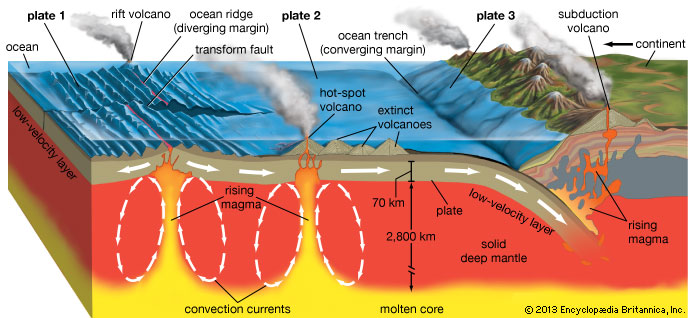 plate 1
rift volcano
ocean ridge
(diverging margin)
transform fault
plate 2
ocean trench
(converging margin)
plate 3
subduction
volcano
continent
ocean
hot-spot
volcano
extinct
volcanoes
low-velocity layer
70 km
plate
low-velocity layer
rising
magma
rising
magma
2,800 km
solid
deep mantle
convection currents
molten core
© 2013 Encyclopædia Britannica, Inc.